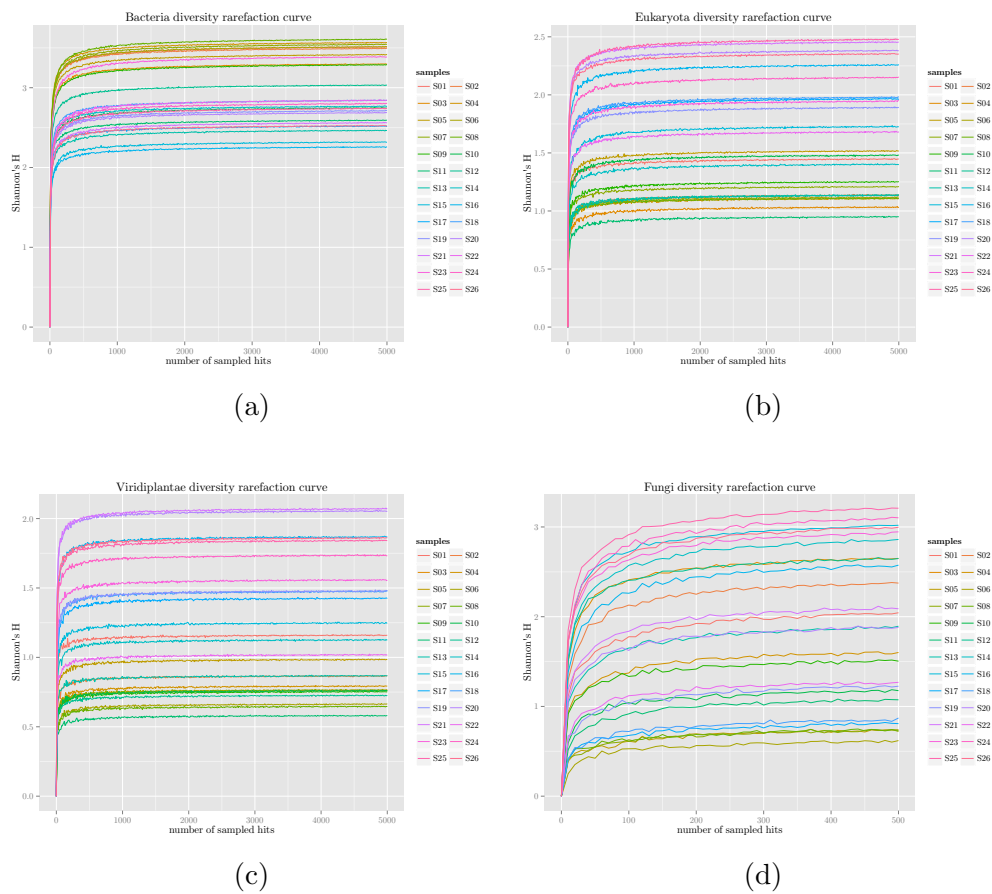 Bacteria diversity rarefaction curve
Shannon's H
3
2
1
0
0 1000 2000 3000 4000 5000
number of sampled hits
samples
S01 S02
S03 S04
S05 S06
S07 S08
S09 S10
S11 S12
S13 S14
S15 S16
S17 S18
S19 S20
S21 S22
S23 S24
S25 S26
(a)
Eukaryota diversity rarefaction curve
Shannon's H
2.5
2.0
1.5
1.0
0.5
0.0
0 1000 2000 3000 4000 5000
number of sampled hits
samples
S01 S02
S03 S04
S05 S06
S07 S08
S09 S10
S11 S12
S13 S14
S15 S16
S17 S18
S19 S20
S21 S22
S23 S24
S25 S26
(b)
Viridiplantae diversity rarefaction curve
Shannon's H
2.0
1.5
1.0
0.5
0.0
0 1000 2000 3000 4000 5000
number of sampled hits
samples
S01 S02
S03 S04
S05 S06
S07 S08
S09 S10
S11 S12
S13 S14
S15 S16
S17 S18
S19 S20
S21 S22
S23 S24
S25 S26
(c)
Fungi diversity rarefaction curve
Shannon's H
3
2
1
0
0 100 200 300 400 500
number of sampled hits
samples
S01 S02
S03 S04
S05 S06
S07 S08
S09 S10
S11 S12
S13 S14
S15 S16
S17 S18
S19 S20
S21 S22
S23 S24
S25 S26
(d)